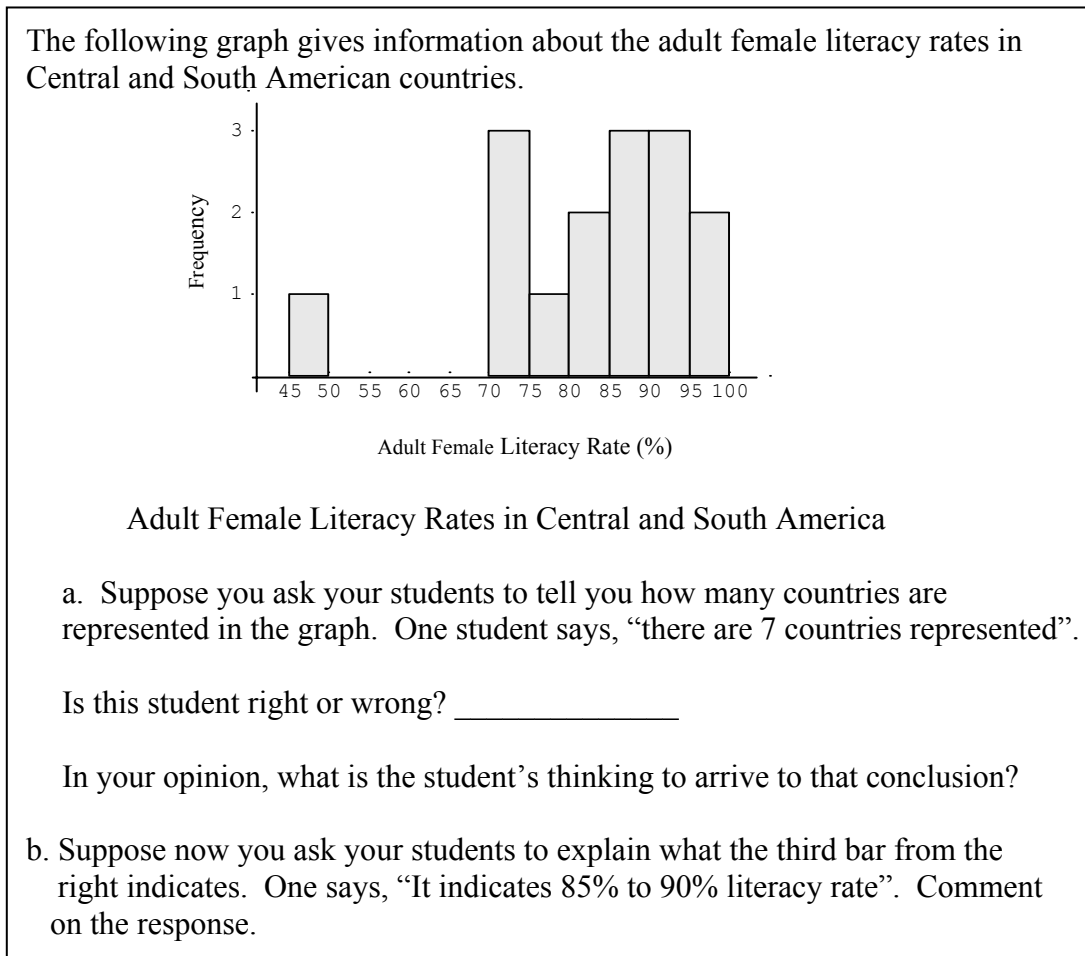 The following graph gives information about the adult female literacy rates in
Central and South American countries.
3
2
1
Frequency
45 50 55 60 65 70 75 80 85 90 95 100
Adult Female Literacy Rate (%)
Adult Female Literacy Rates in Central and South America
a. Suppose you ask your students to tell you how many countries are
represented in the graph. One student says, “there are 7 countries represented”.
Is this student right or wrong? ______________
In your opinion, what is the student’s thinking to arrive to that conclusion?
b. Suppose now you ask your students to explain what the third bar from the
right indicates. One says, “It indicates 85% to 90% literacy rate”. Comment
on the response.